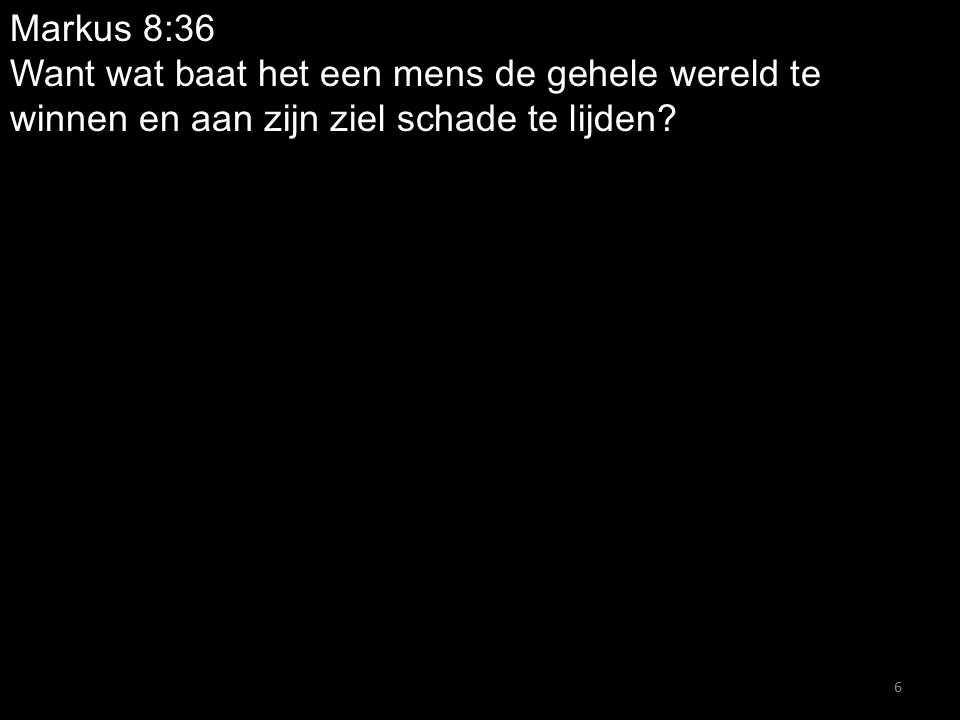 Markus 8:36
Want wat baat het een mens de gehele wereld te
winnen en aan zijn ziel schade te lijden?
6